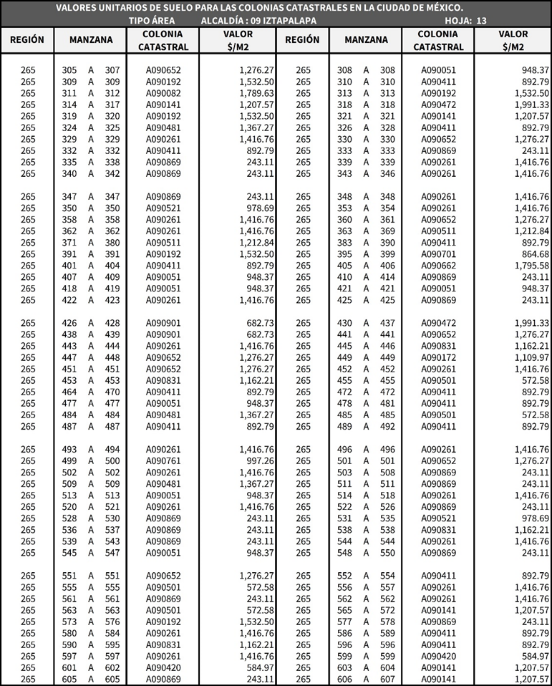 VALORES UNITARIOS DE SUELO PARA LAS COLONIAS CATASTRALES EN LA CIUDAD DE MÉXICO.
TIPO ÁREA ALCALDÍA : 09 IZTAPALAPA HOJA: 13
REGIÓN MANZANA COLONIA CATASTRAL VALOR $/M2 REGIÓN MANZANA COLONIA CATASTRAL VALOR $/M2
265 305 A 307 A090652 1,276.27 265 308 A 308 A090051 948.37
265 309 A 309 A090192 1,532.50 265 310 A 310 A090411 892.79
265 311 A 312 A090082 1,789.63 265 313 A 313 A090192 1,532.50
265 314 A 317 A090141 1,207.57 265 318 A 318 A090472 1,991.33
265 319 A 320 A090192 1,532.50 265 321 A 321 A090141 1,207.57
265 324 A 325 A090481 1,367.27 265 326 A 328 A090411 892.79
265 329 A 329 A090261 1,416.76 265 330 A 330 A090652 1,276.27
265 332 A 332 A090411 892.79 265 333 A 333 A090869 243.11
265 335 A 338 A090869 243.11 265 339 A 339 A090261 1,416.76
265 340 A 342 A090869 243.11 265 343 A 346 A090261 1,416.76
265 347 A 347 A090869 243.11 265 348 A 348 A090261 1,416.76
265 350 A 350 A090521 978.69 265 353 A 354 A090261 1,416.76
265 358 A 358 A090261 1,416.76 265 360 A 361 A090652 1,276.27
265 362 A 362 A090261 1,416.76 265 363 A 369 A090511 1,212.84
265 371 A 380 A090511 1,212.84 265 383 A 390 A090411 892.79
265 391 A 391 A090192 1,532.50 265 395 A 399 A090701 864.68
265 401 A 404 A090411 892.79 265 405 A 406 A090662 1,795.58
265 407 A 409 A090051 948.37 265 410 A 414 A090869 243.11
265 418 A 419 A090051 948.37 265 421 A 421 A090051 948.37
265 422 A 423 A090261 1,416.76 265 425 A 425 A090869 243.11
265 426 A 428 A090901 682.73 265 430 A 437 A090472 1,991.33
265 438 A 439 A090901 682.73 265 441 A 441 A090652 1,276.27
265 443 A 444 A090261 1,416.76 265 445 A 446 A090831 1,162.21
265 447 A 448 A090652 1,276.27 265 449 A 449 A090172 1,109.97
265 451 A 451 A090652 1,276.27 265 452 A 452 A090261 1,416.76
265 453 A 453 A090831 1,162.21 265 455 A 455 A090501 572.58
265 464 A 470 A090411 892.79 265 472 A 472 A090411 892.79
265 477 A 477 A090051 948.37 265 478 A 481 A090411 892.79
265 484 A 484 A090481 1,367.27 265 485 A 485 A090501 572.58
265 487 A 487 A090411 892.79 265 489 A 492 A090869 243.11
265 493 A 494 A090261 1,416.76 265 496 A 496 A090261 1,416.76
265 499 A 500 A090761 997.26 265 501 A 501 A090652 1,276.27
265 502 A 502 A090261 1,416.76 265 503 A 508 A090869 243.11
265 509 A 509 A090481 1,367.27 265 511 A 511 A090869 243.11
265 513 A 513 A090051 948.37 265 514 A 518 A090261 1,416.76
265 520 A 521 A090261 1,416.76 265 522 A 526 A090869 243.11
265 528 A 530 A090869 243.11 265 531 A 535 A090521 978.69
265 536 A 537 A090869 243.11 265 538 A 538 A090831 1,162.21
265 539 A 543 A090869 243.11 265 544 A 544 A090261 1,416.76
265 545 A 547 A090051 948.37 265 548 A 550 A090869 243.11
265 551 A 551 A090652 1,276.27 265 552 A 554 A090411 892.79
265 555 A 555 A090501 572.58 265 556 A 557 A090261 1,416.76
265 561 A 561 A090869 243.11 265 562 A 562 A090261 1,416.76
265 563 A 563 A090501 572.58 265 565 A 572 A090141 1,207.57
265 573 A 576 A090192 1,532.50 265 577 A 578 A090869 243.11
265 580 A 584 A090261 1,416.76 265 586 A 589 A090411 892.79
265 590 A 595 A090831 1,162.21 265 596 A 596 A090411 892.79
265 597 A 597 A090261 1,416.76 265 599 A 599 A090420 584.97
265 601 A 602 A090420 584.97 265 603 A 604 A090141 1,207.57
265 605 A 605 A090869 243.11 265 606 A 607 A090141 1,207.57